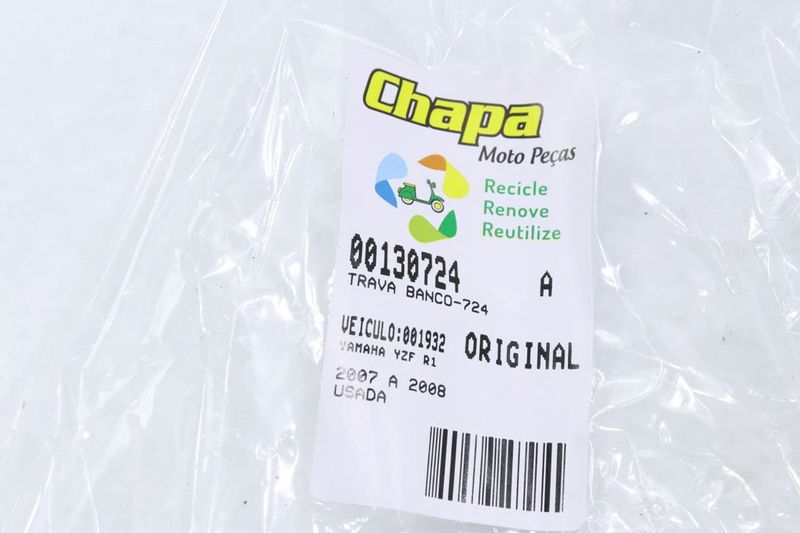 Chapa
Moto Peças
Recicle
Renove
Reutilize
00130724 A
TRAVA BANCO-724
VEICULO:001932 ORIGINAL
YAMAHA YZF R1
2007 A 2008
USADA